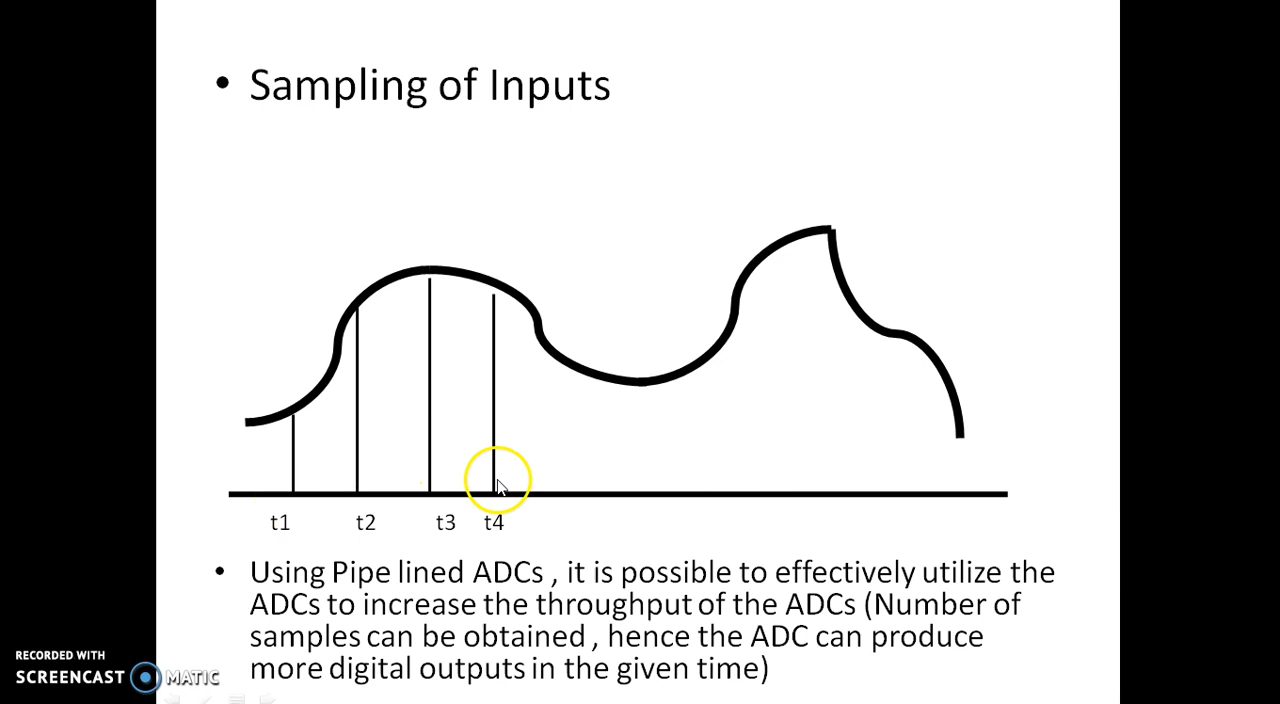 • Sampling of Inputs
t1 t2 t3 t4
• Using Pipe lined ADCs , it is possible to effectively utilize the
ADCs to increase the throughput of the ADCs (Number of
samples can be obtained , hence the ADC can produce
more digital outputs in the given time)
RECORDED WITH
SCREENCAST MATIC